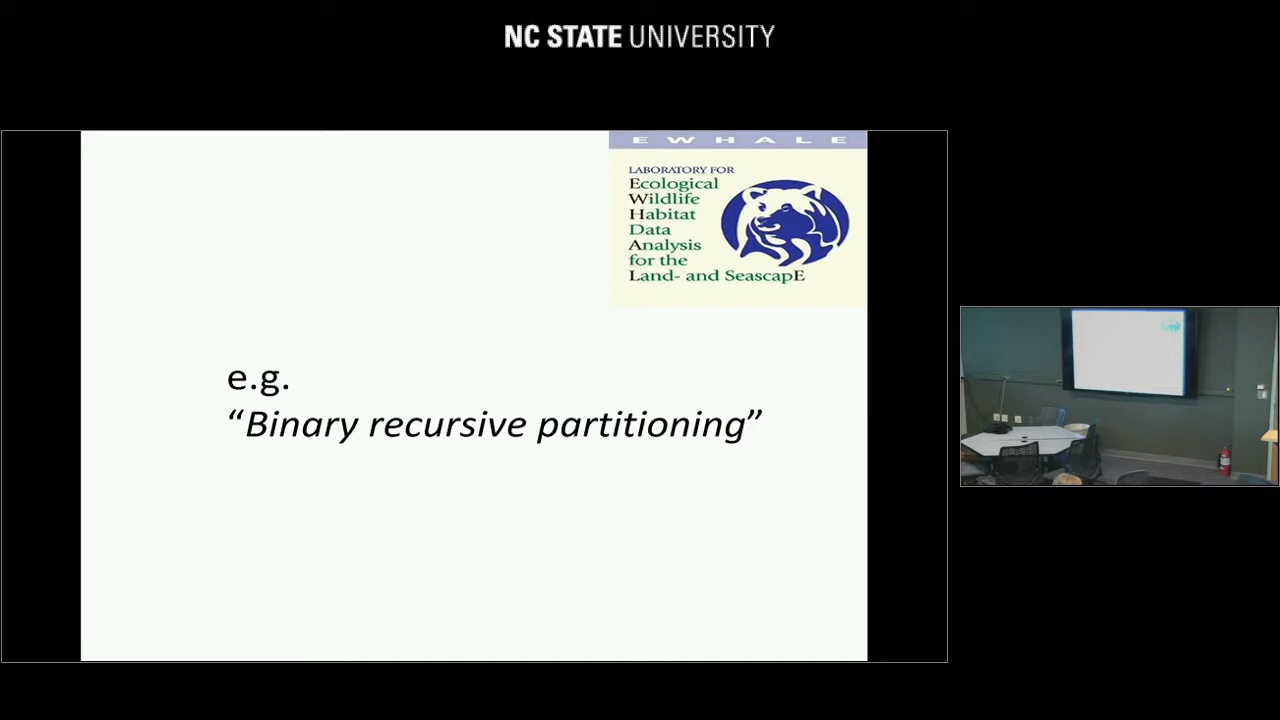 NC STATE UNIVERSITY
E W H A L E
LABORATORY FOR
Ecological
Wildlife
Habitat
Data
Analysis
for the
Land- and SeascapE
e.g.
“Binary recursive partitioning”